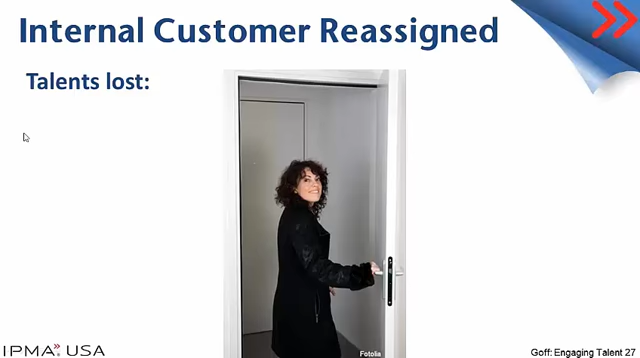 Internal Customer Reassigned
Talents lost:
Fotolia
IPMA USA
Goff: Engaging Talent 27